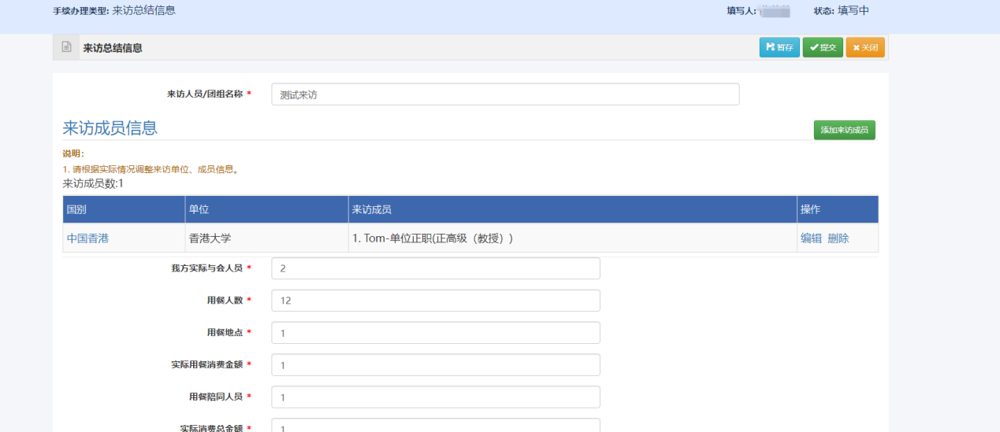 手续办理类型: 来访总结信息 填写人: 状态: 填写中
来访总结信息 暂存 提交 关闭
来访人员/团组名称 * 测试来访
来访成员信息 添加来访成员
说明：
1. 请根据实际情况调整来访单位、成员信息。
来访成员数:1
国别 单位 来访成员 操作
中国香港 香港大学 1. Tom-单位正职(正高级（教授）) 编辑 删除
我方实际与会人员 * 2
用餐人数 * 12
用餐地点 * 1
实际用餐消费金额 * 1
用餐陪同人员 * 1
实际消费总金额 * 1